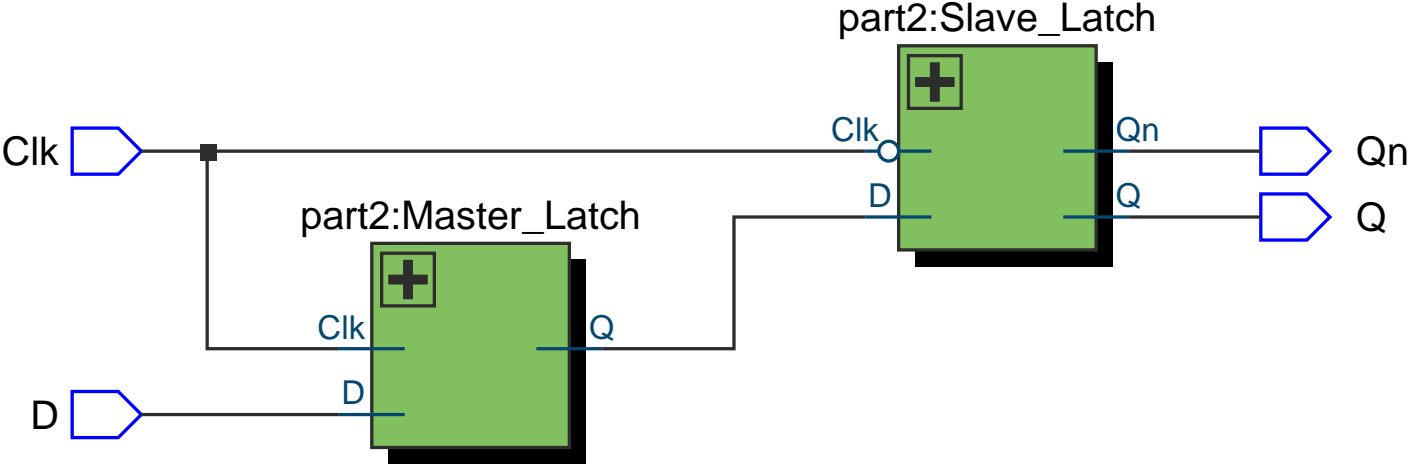 part2:Slave_Latch
Clk
Qn
Clk
Qn
D
Q
Q
part2:Master_Latch
Clk
Q
D
D